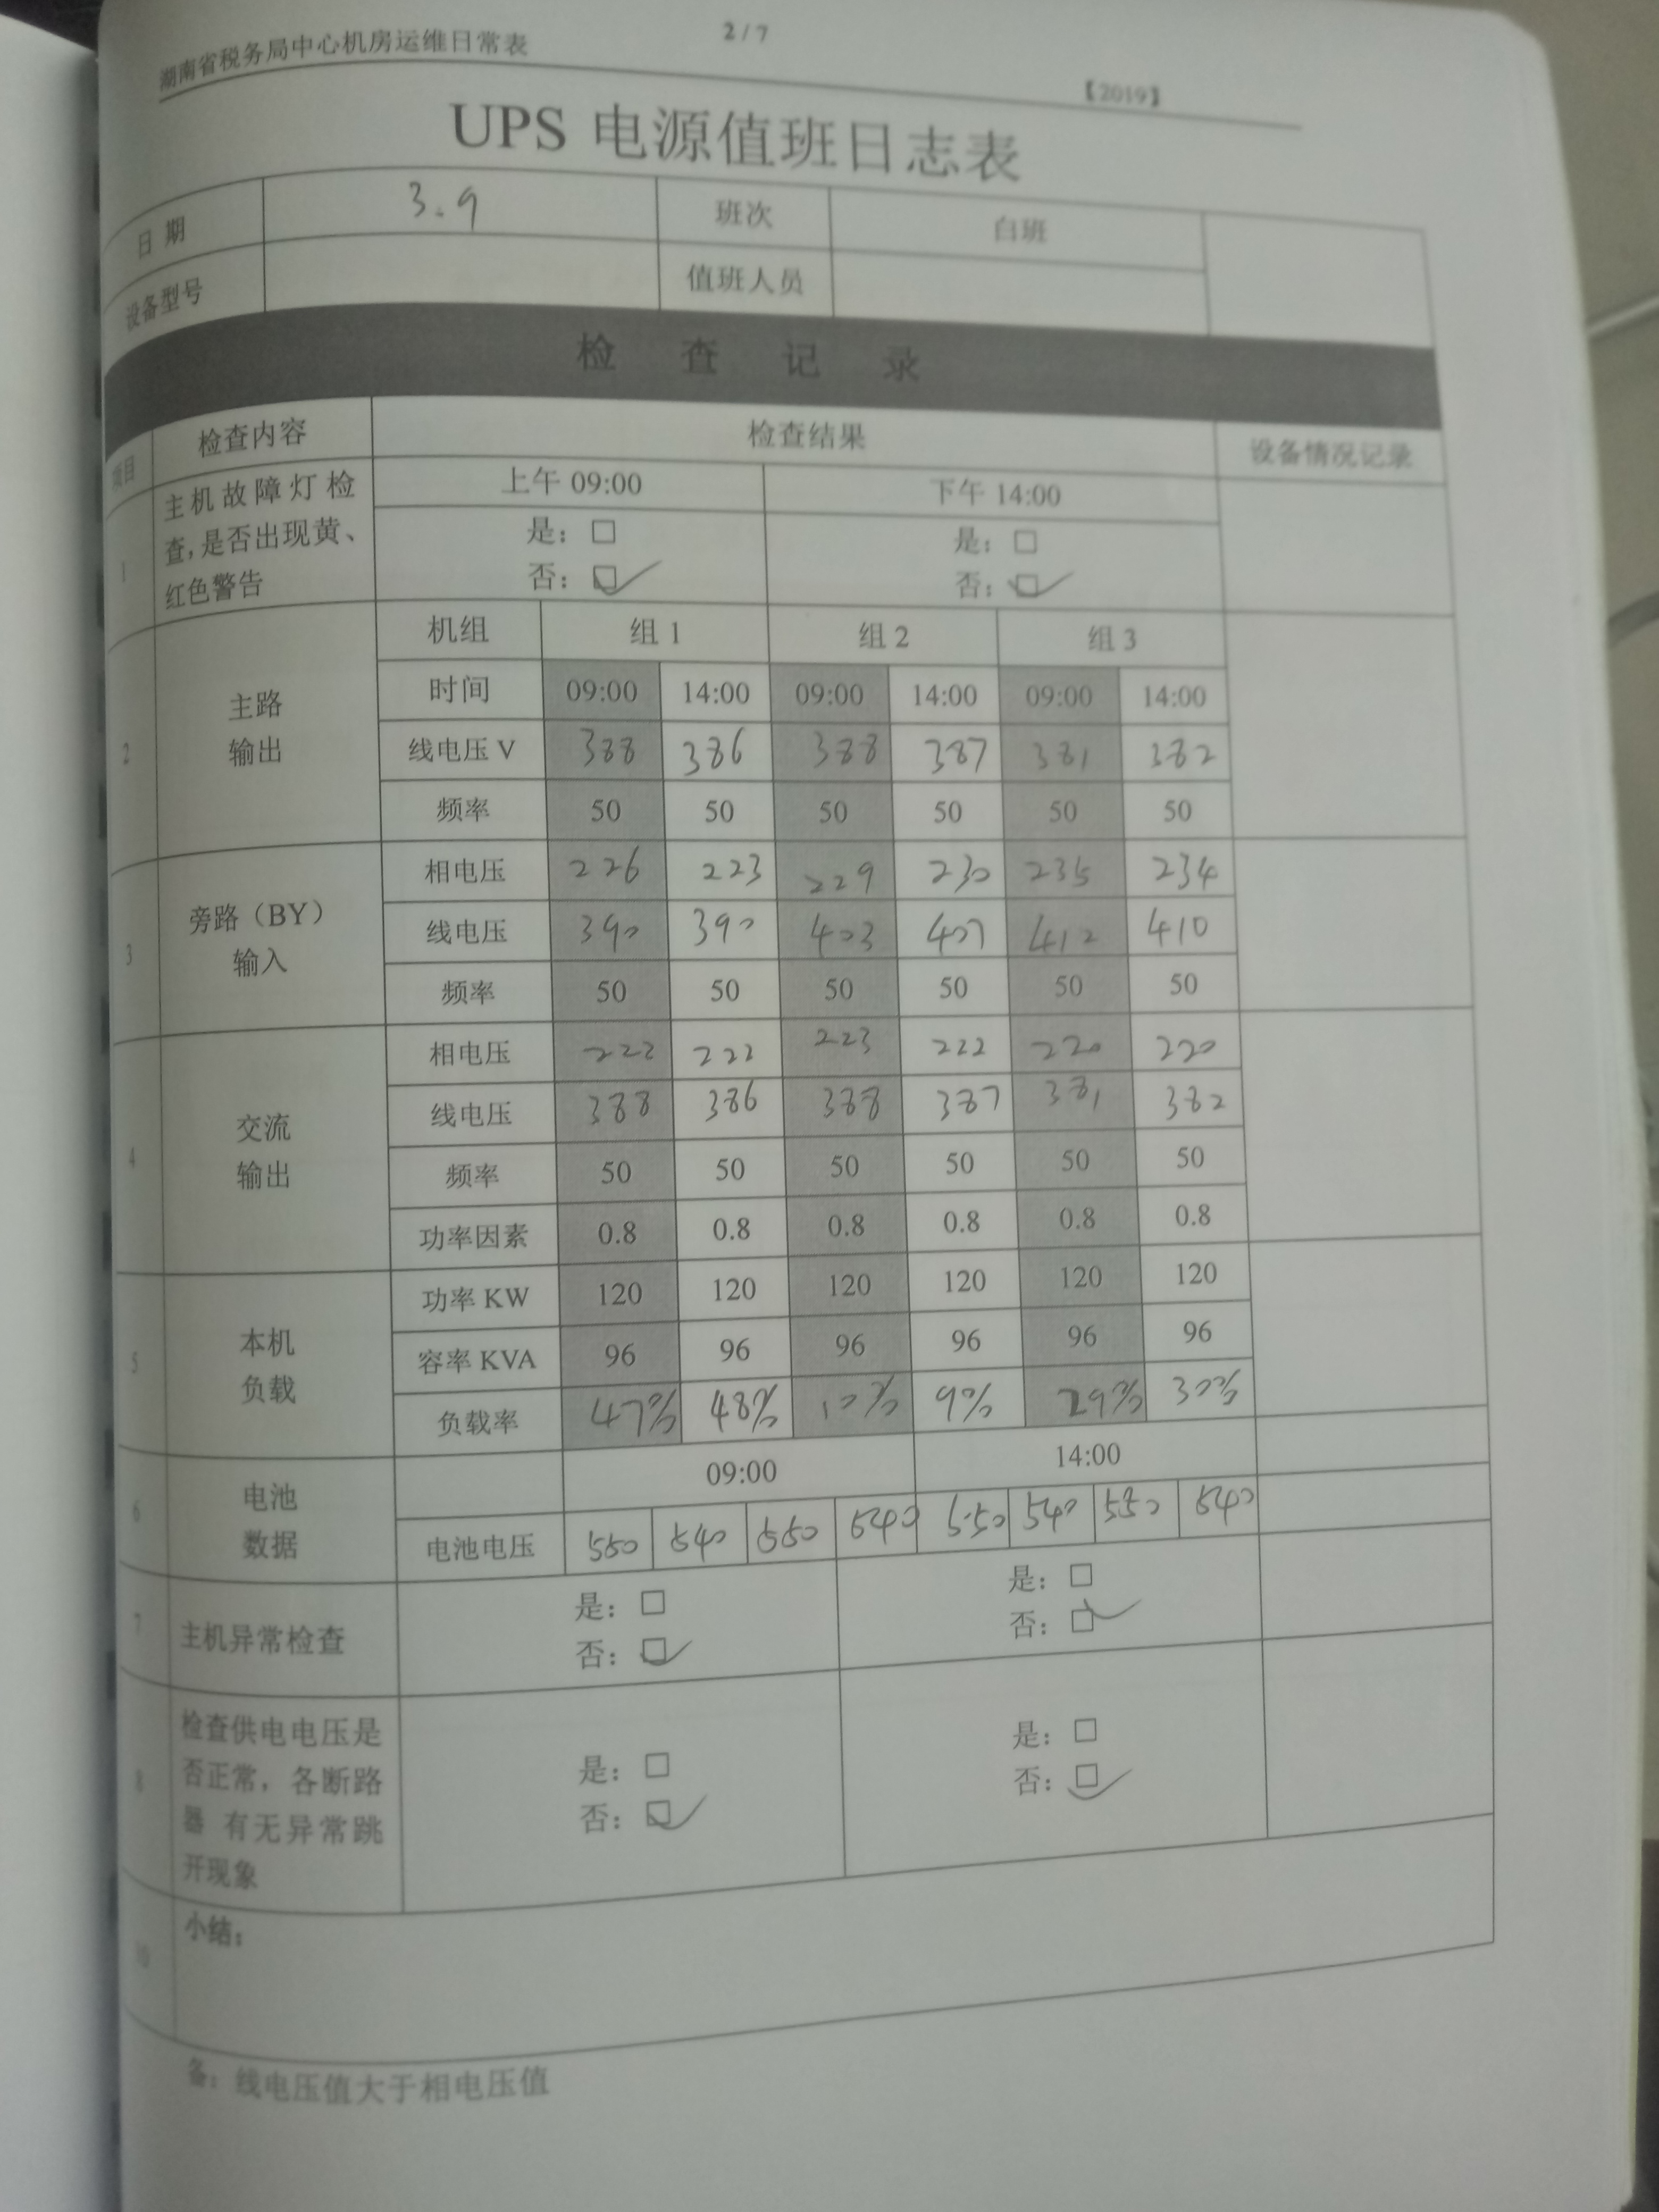 湖南省税务局中心机房运维日常表
2/7
【2019】
UPS 电源值班日志表
日 期 3.9 班次 白班
设备型号 值班人员
检 查 记 录
项目 检查内容 检查结果 设备情况记录
上午 09:00 下午 14:00
1 主机故障灯检
查,是否出现黄、
红色警告
是：□ 是：□
否：□✓ 否：□✓
2 主路
输出
机组 组 1 组 2 组 3
时间 09:00 14:00 09:00 14:00 09:00 14:00
线电压 V 388 386 388 387 381 382
频率 50 50 50 50 50 50
3 旁路（BY）
输入
相电压 226 223 229 230 235 234
线电压 390 390 403 407 412 410
频率 50 50 50 50 50 50
4 交流
输出
相电压 222 222 223 222 220 220
线电压 388 386 388 387 381 382
频率 50 50 50 50 50 50
功率因素 0.8 0.8 0.8 0.8 0.8 0.8
5 本机
负载
功率 KW 120 120 120 120 120 120
容率 KVA 96 96 96 96 96 96
负载率 47% 48% 10% 9% 29% 30%
6 电池
数据
09:00 14:00
电池电压 550 540 550 540 550 540 550 540
7 主机异常检查
是：□ 是：□
否：□✓ 否：□✓
8 检查供电电压是
否正常，各断路
器 有无异常跳
开现象
是：□ 是：□
否：□✓ 否：□✓
10 小结：
备：线电压值大于相电压值